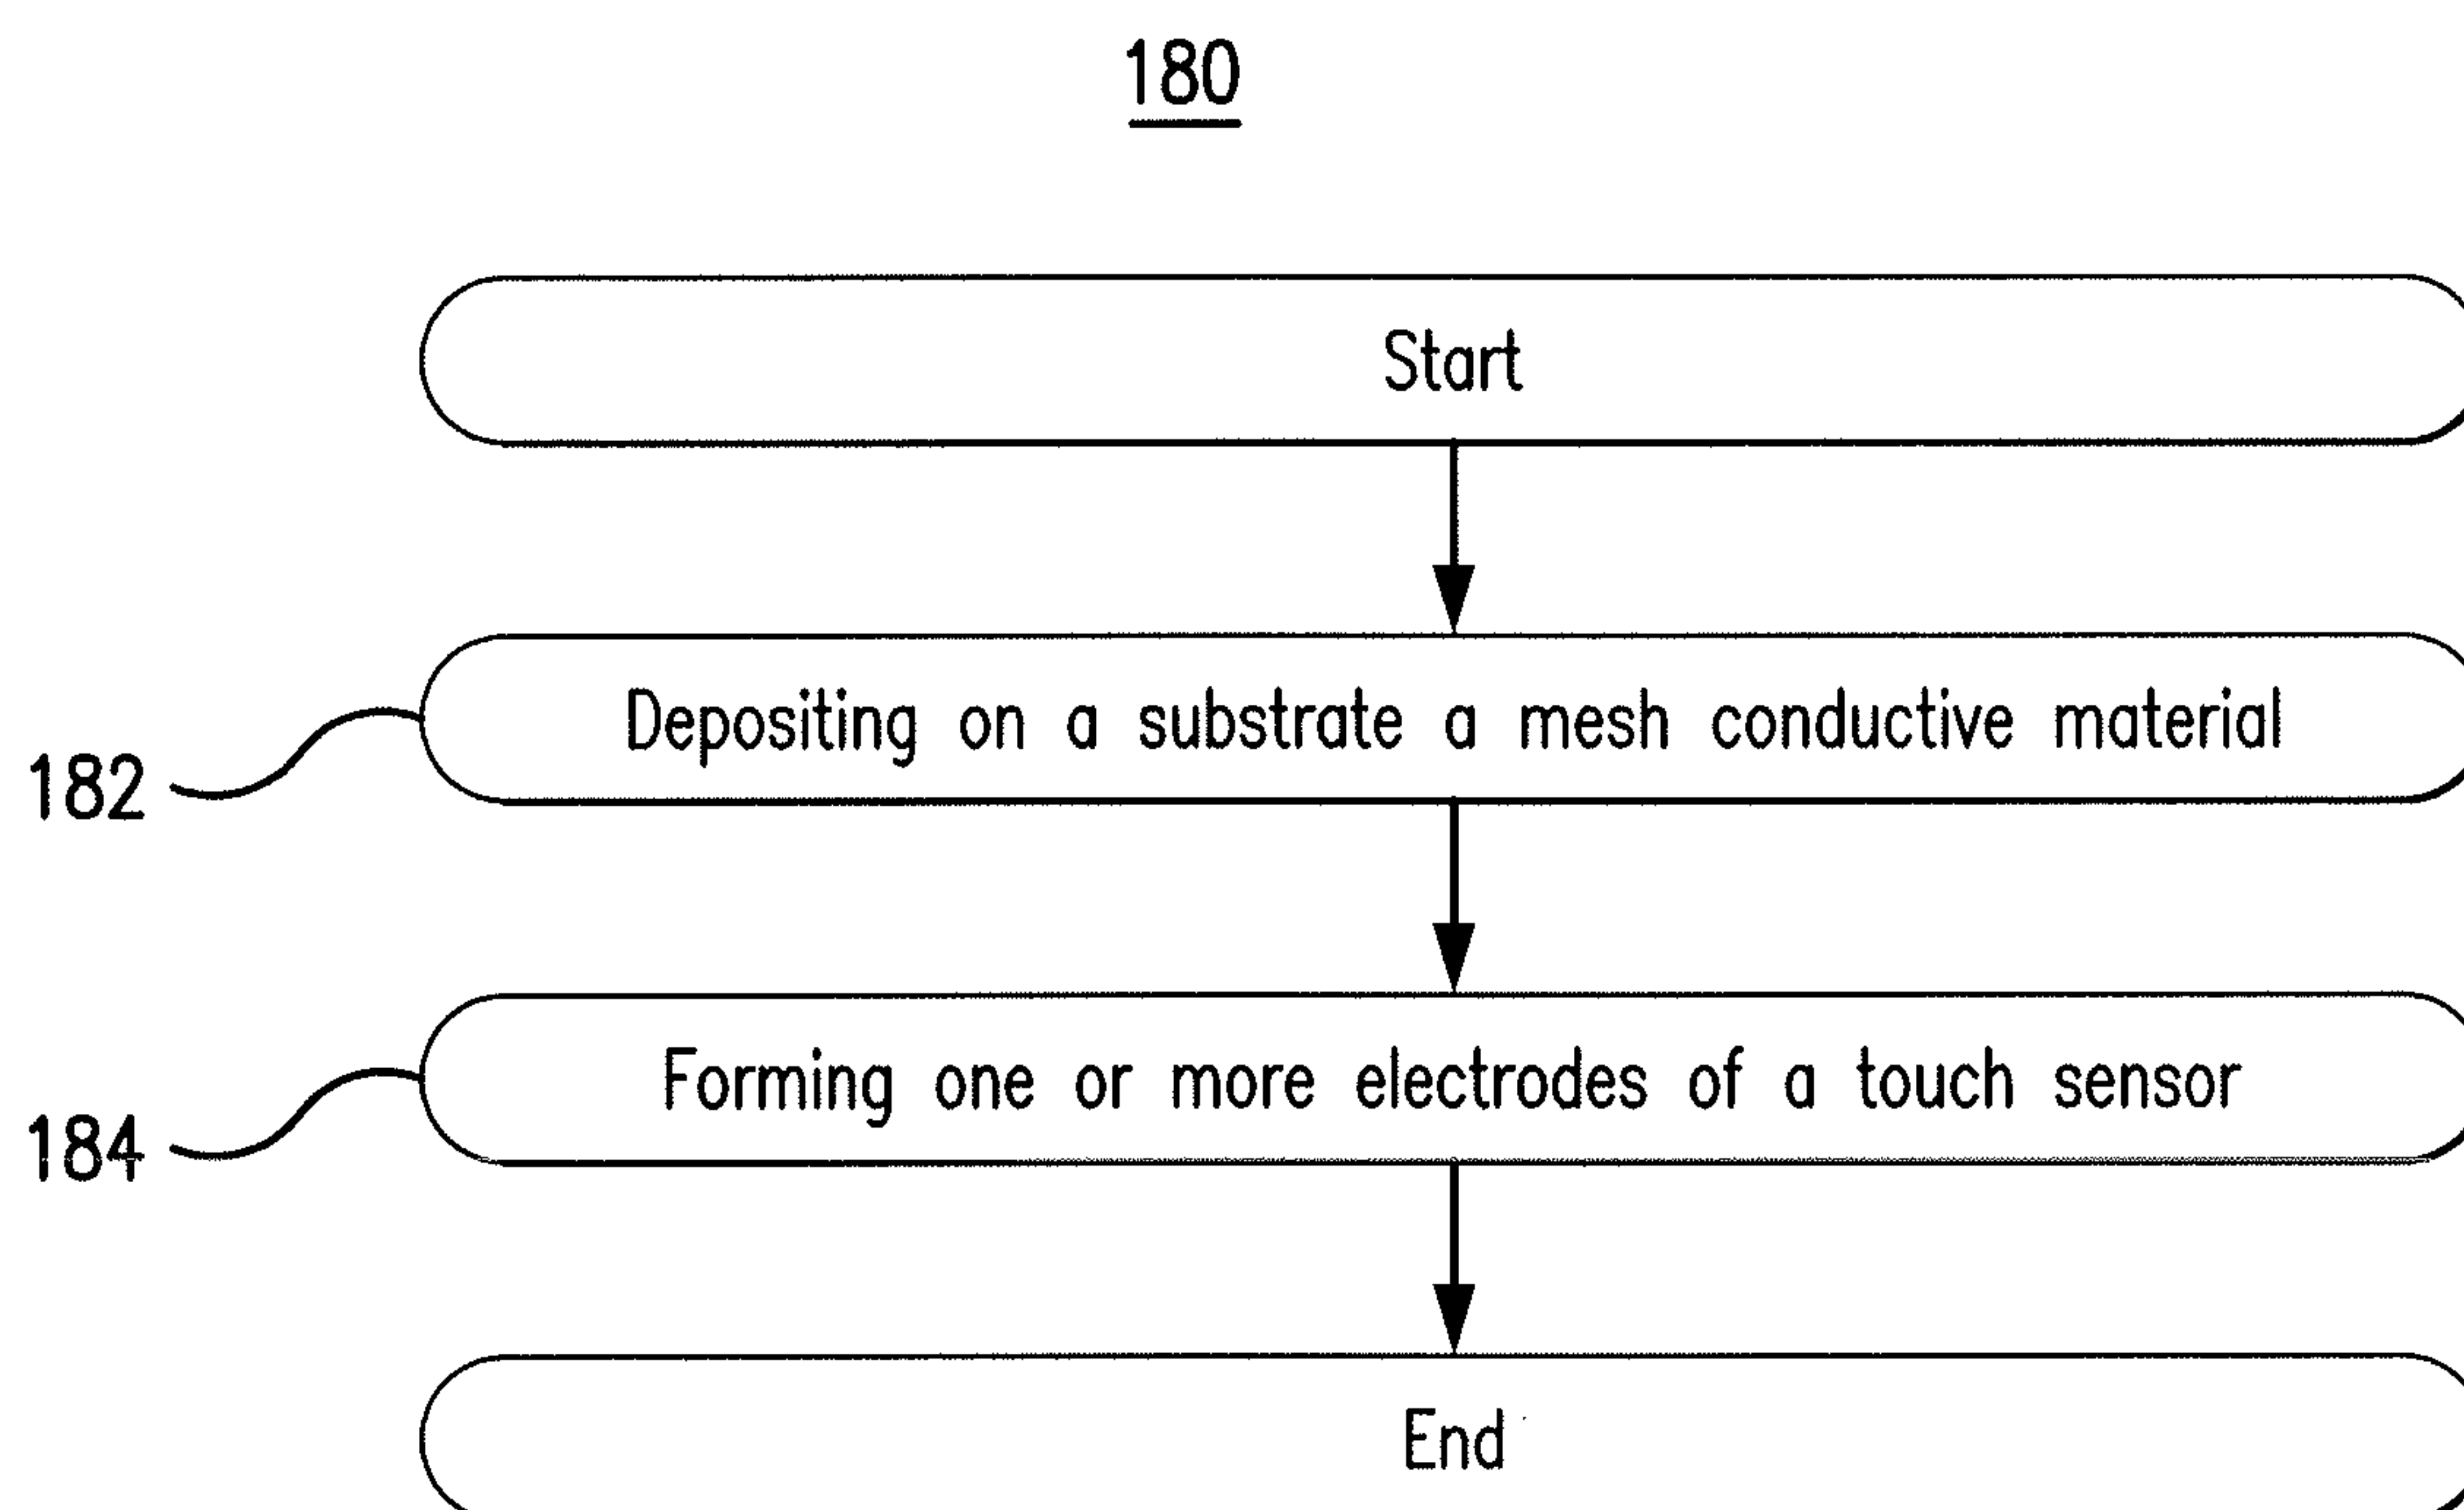 180
Start
Depositing on a substrate a mesh conductive material
182
Forming one or more electrodes of a touch sensor
184
End